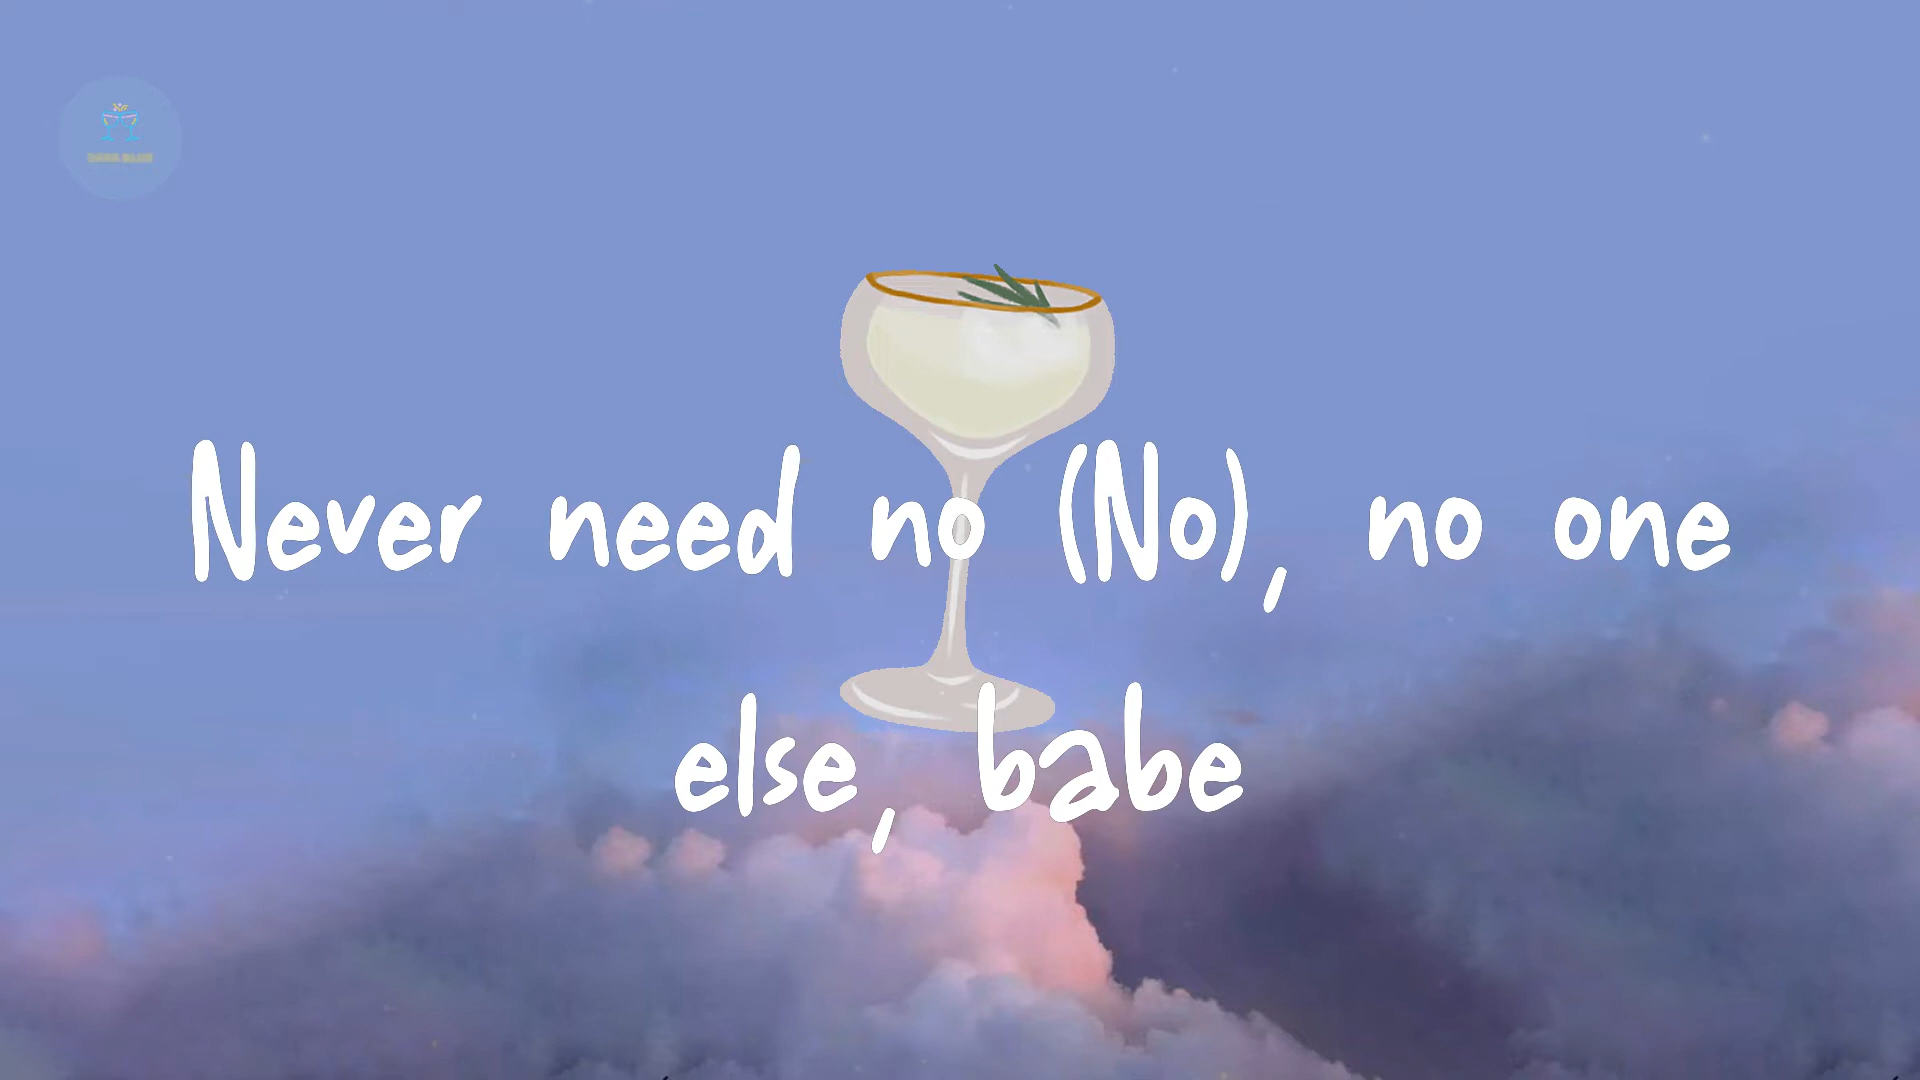 Never need no (No), no one
else, babe